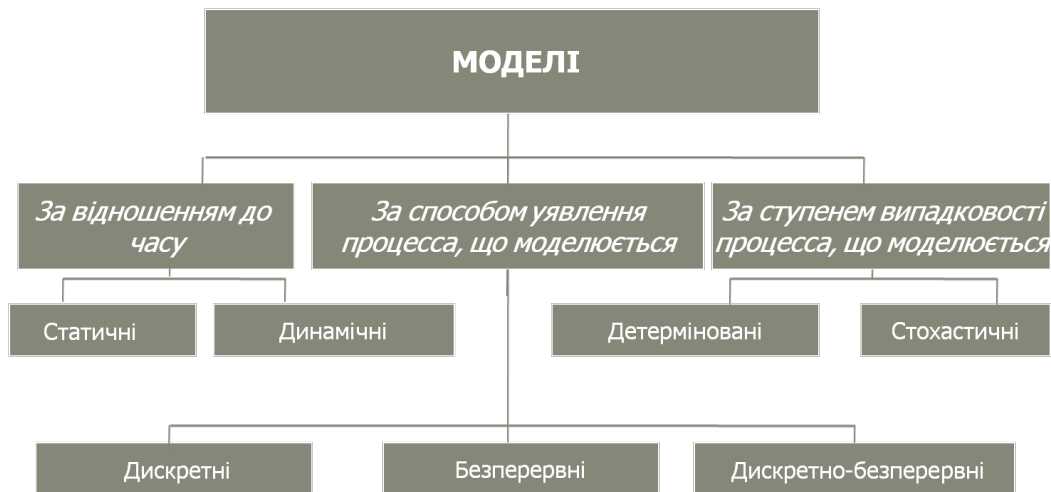 МОДЕЛІ
За відношенням до
часу
За способом уявлення
процесса, що моделюється
За ступенем випадковості
процесса, що моделюється
Статичні
Динамічні
Детерміновані
Стохастичні
Дискретні
Безперервні
Дискретно-безперервні